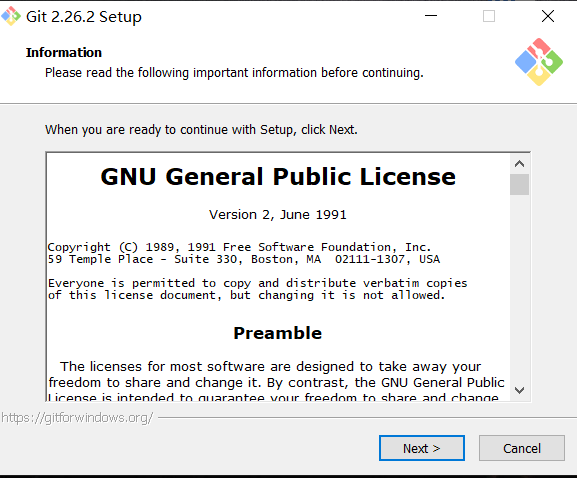 Git 2.26.2 Setup
Information
Please read the following important information before continuing.
When you are ready to continue with Setup, click Next.
GNU General Public License
Version 2, June 1991
Copyright (C) 1989, 1991 Free Software Foundation, Inc.
59 Temple Place - Suite 330, Boston, MA  02111-1307, USA
Everyone is permitted to copy and distribute verbatim copies
of this license document, but changing it is not allowed.
Preamble
The licenses for most software are designed to take away your
freedom to share and change it. By contrast, the GNU General Public
License is intended to guarantee your freedom to share and change
https://gitforwindows.org/
Next >
Cancel